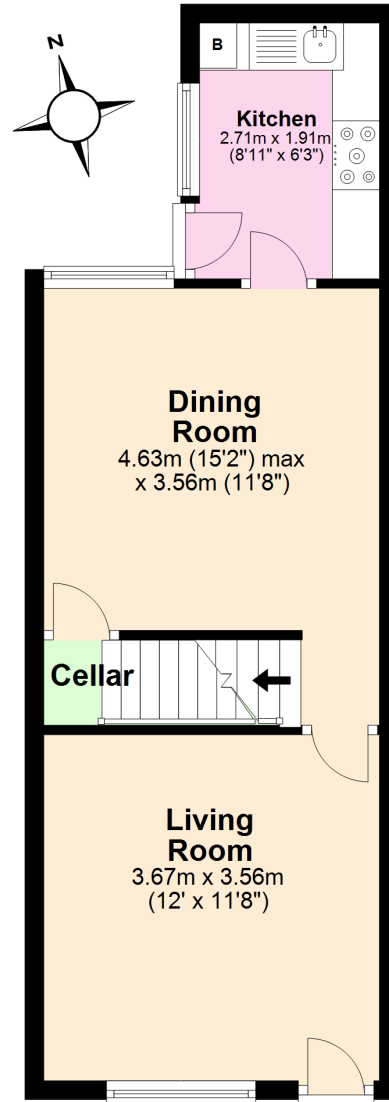 N
B
Kitchen
2.71m x 1.91m
(8'11" x 6'3")
Dining
Room
4.63m (15'2") max
x 3.56m (11'8")
Cellar
Living
Room
3.67m x 3.56m
(12' x 11'8")